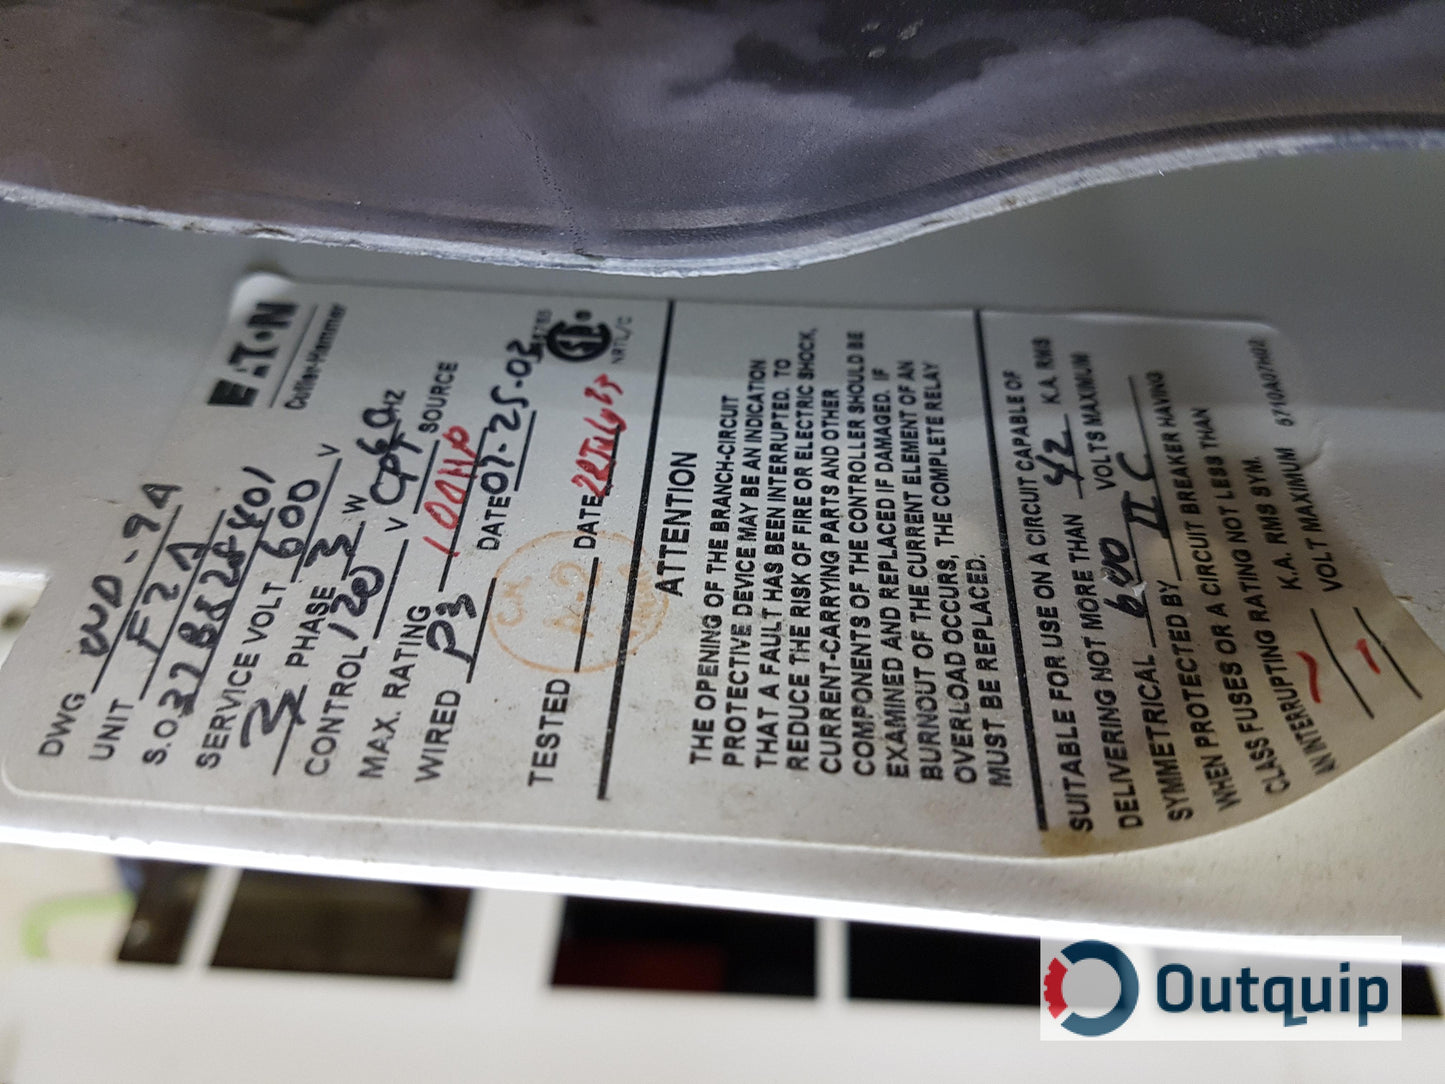 EATON
Cutler-Hammer
DWG
UNIT F2A
S.O. 37B8828401
SERVICE VOLT 600 V
3 PHASE 3 W
CONTROL 120 V CPT 60 HZ
MAX. RATING 100HP SOURCE
WIRED P3 DATE 07-25-03
TESTED DATE
NRTL/C
ATTENTION
THE OPENING OF THE BRANCH-CIRCUIT
PROTECTIVE DEVICE MAY BE AN INDICATION
THAT A FAULT HAS BEEN INTERRUPTED. TO
REDUCE THE RISK OF FIRE OR ELECTRIC SHOCK,
CURRENT-CARRYING PARTS AND OTHER
COMPONENTS OF THE CONTROLLER SHOULD BE
EXAMINED AND REPLACED IF DAMAGED. IF
BURNOUT OF THE CURRENT ELEMENT OF AN
OVERLOAD OCCURS, THE COMPLETE RELAY
MUST BE REPLACED.
SUITABLE FOR USE ON A CIRCUIT CAPABLE OF
DELIVERING NOT MORE THAN 42 K.A. RMS
SYMMETRICAL 600 VOLTS MAXIMUM
PROTECTED BY II C
WHEN PROTECTED BY CIRCUIT BREAKER HAVING
CLASS FUSES OR A CIRCUIT NOT LESS THAN
AN INTERRUPTING RATING K.A. RMS SYM.
VOLT MAXIMUM 5710A07H02
Outquip